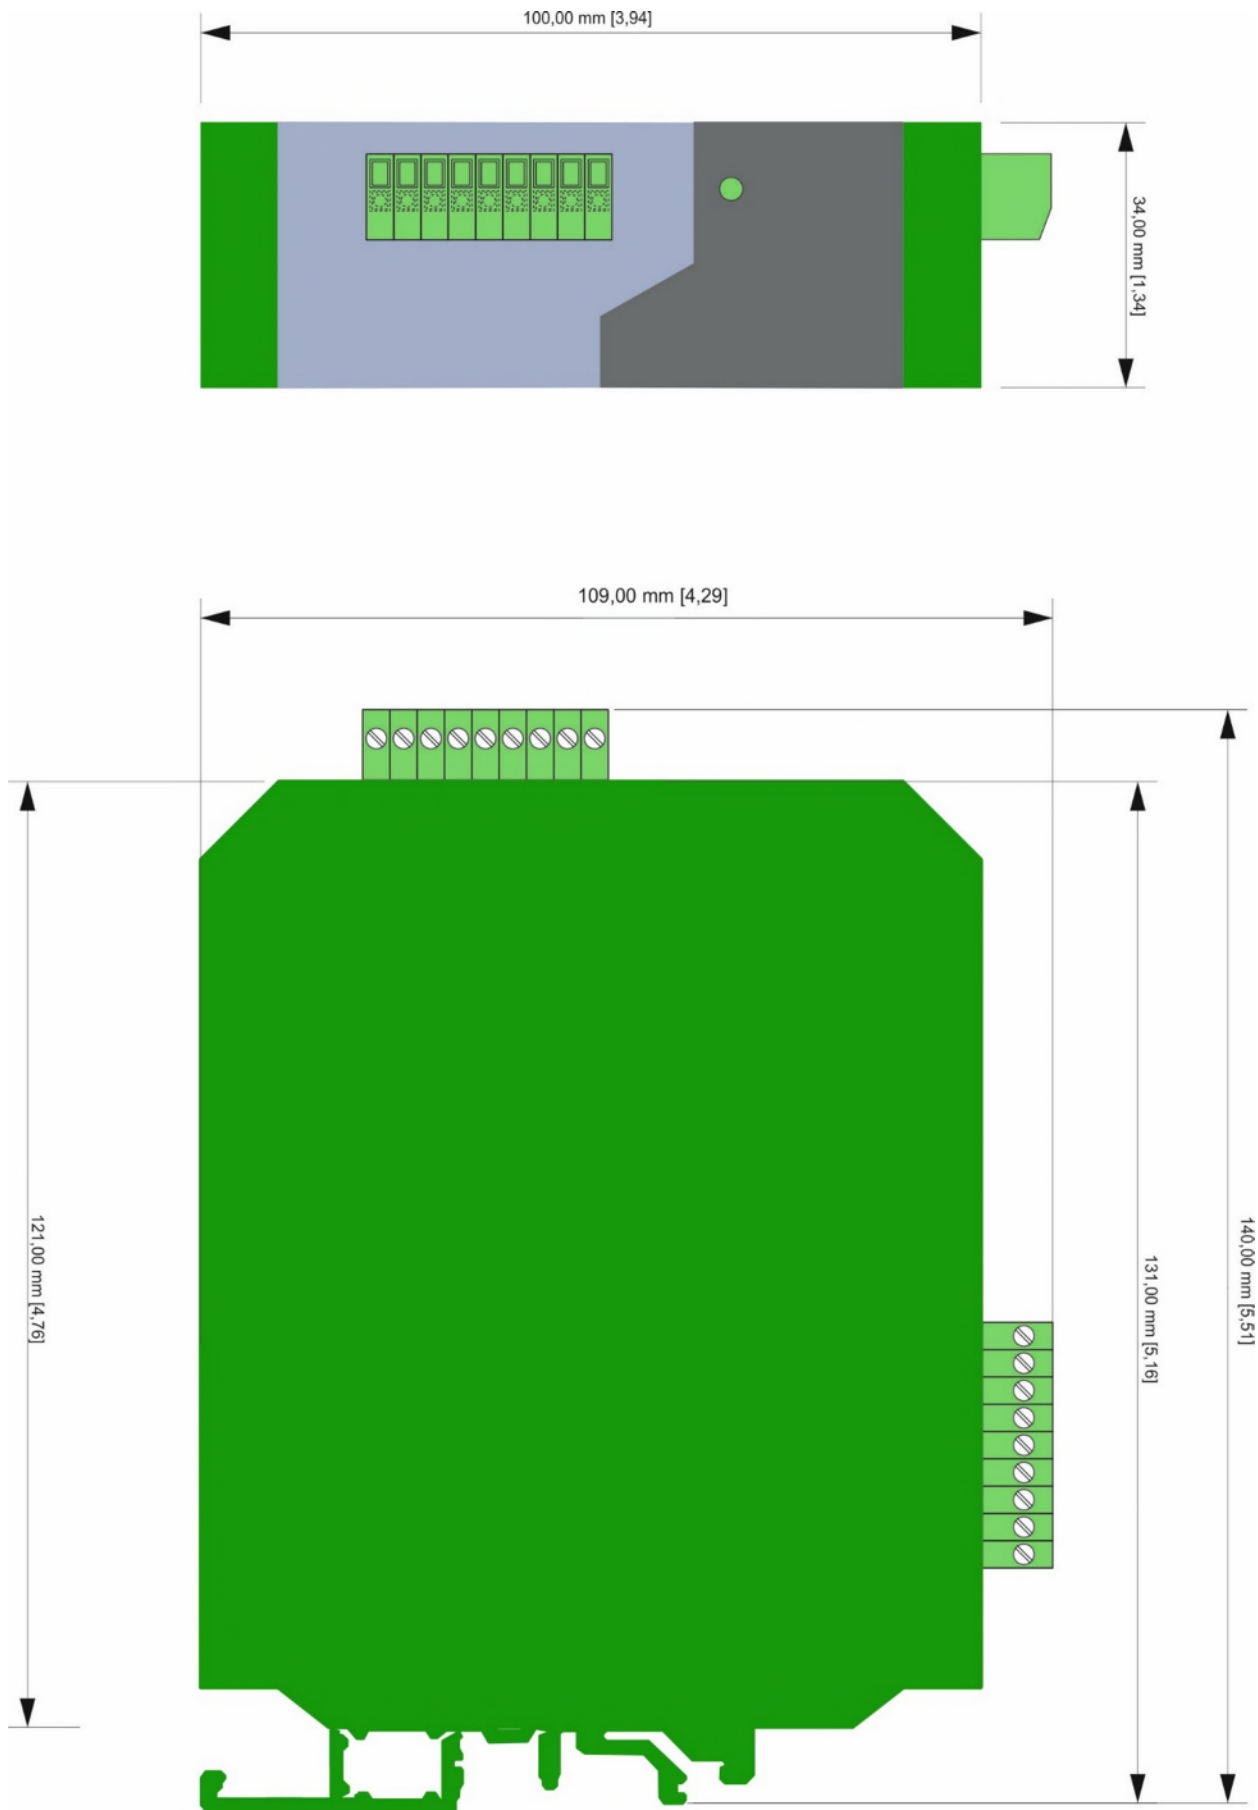 100,00 mm [3,94]
34,00 mm [1,34]
109,00 mm [4,29]
121,00 mm [4,76]
131,00 mm [5,16]
140,00 mm [5,51]